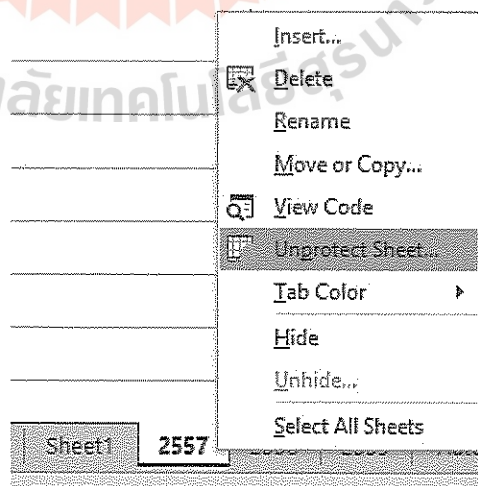 Insert...
Delete
Rename
Move or Copy...
View Code
Unprotect Sheet...
Tab Color
Hide
Unhide...
Select All Sheets
Sheet1 2557